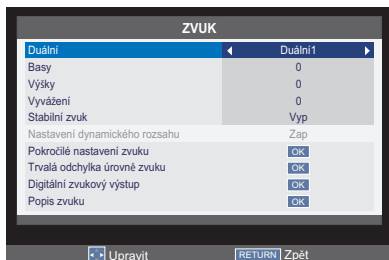 ZVUK
Duální Duální1
Basy 0
Výšky 0
Vyvážení 0
Stabilní zvuk Vyp
Nastavení dynamického rozsahu Zap
Pokročilé nastavení zvuku OK
Trvalá odchylka úrovně zvuku OK
Digitální zvukový výstup OK
Popis zvuku OK
Upravit RETURN Zpět